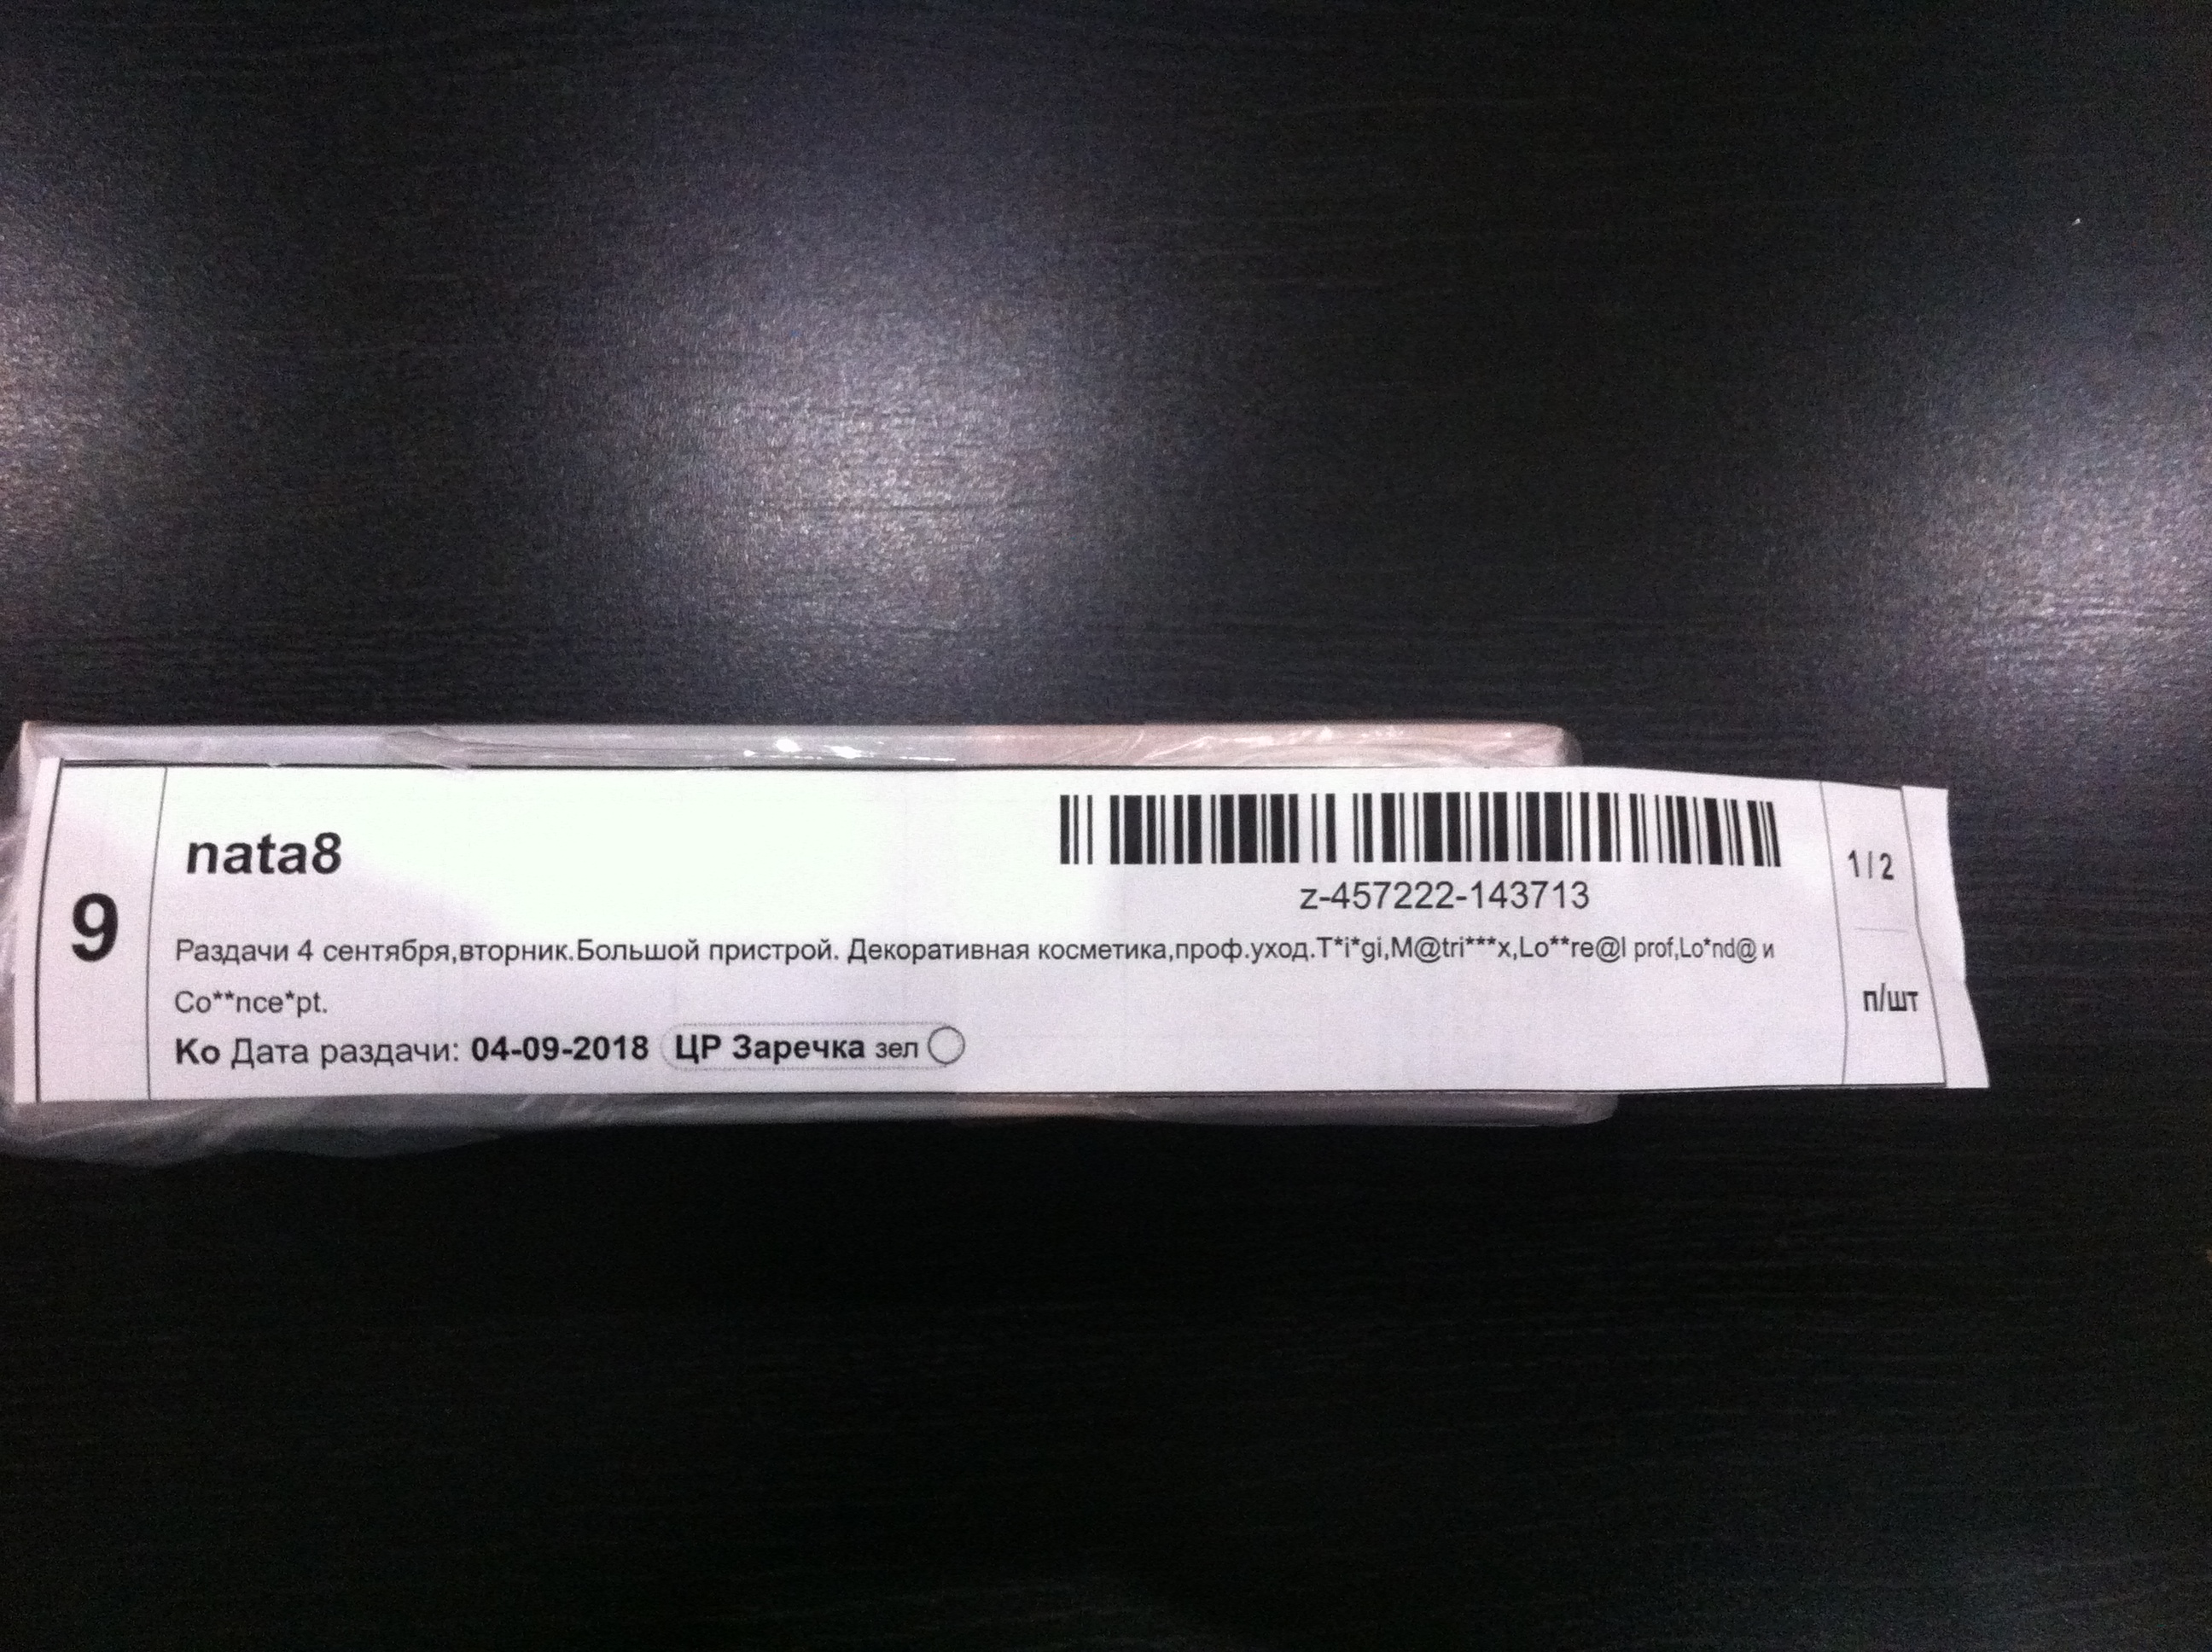 9
nata8
z-457222-143713
1 / 2
Раздачи 4 сентября,вторник.Большой пристрой. Декоративная косметика,проф.уход.T*i*gi,M@tri***x,Lo**re@l prof,Lo*nd@ и
Co**nce*pt.
п/шт
Ко Дата раздачи: 04-09-2018 ЦР Заречка зел